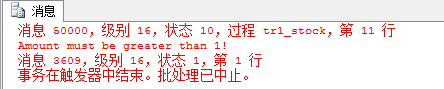 消息
消息 50000，级别 16，状态 10，过程 tr1_stock，第 11 行
Amount must be greater than 1!
消息 3609，级别 16，状态 1，第 1 行
事务在触发器中结束。批处理已中止。